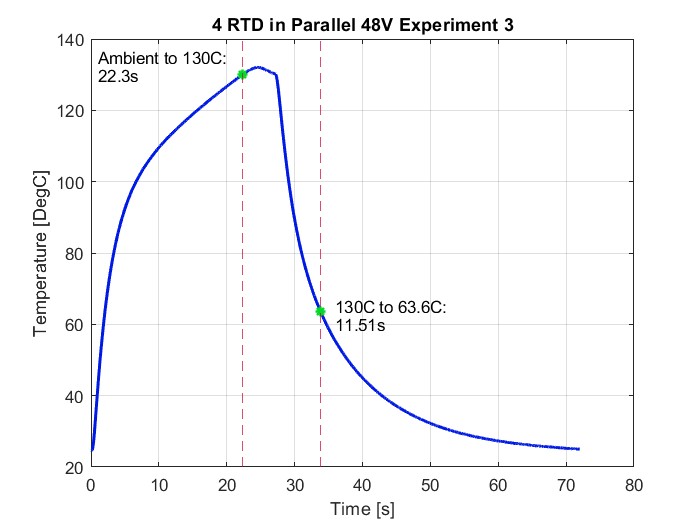 4 RTD in Parallel 48V Experiment 3
140
Ambient to 130C:
22.3s
120
100
80
130C to 63.6C:
11.51s
60
40
20
Temperature [DegC]
0 10 20 30 40 50 60 70 80
Time [s]